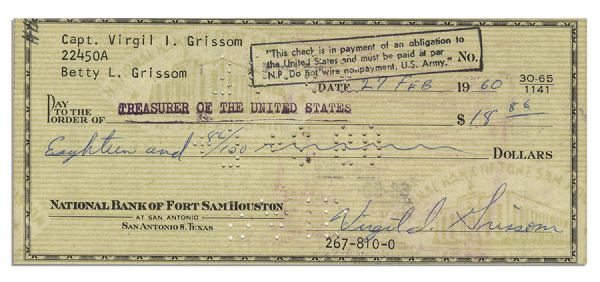 Capt. Virgil I. Grissom
22450A
Betty L. Grissom
"This check is in payment of an obligation to
the United States and must be paid at par
N.P. Do not wire non-payment, U.S. Army." No.
DATE 29 FEB 1960
30-65
1141
PAY TO THE ORDER OF TREASURER OF THE UNITED STATES $ 18 86
Eighteen and 86/100 DOLLARS
NATIONAL BANK OF FORT SAM HOUSTON
AT SAN ANTONIO
SAN ANTONIO 8, TEXAS
Virgil I. Grissom
267-810-0